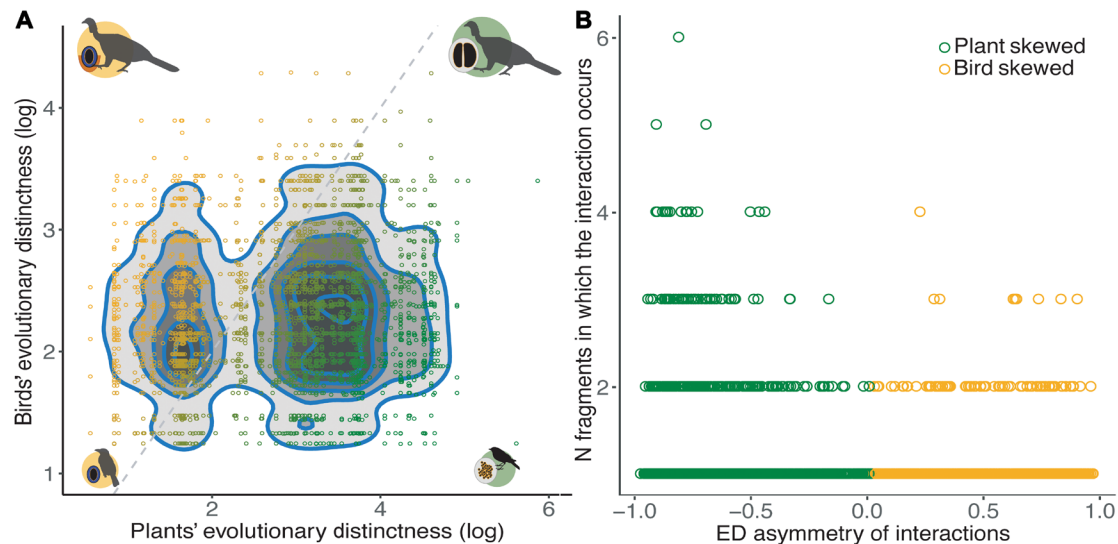 A
Birds’ evolutionary distinctness (log)
4
3
2
1
2
4
6
Plants’ evolutionary distinctness (log)
B
N fragments in which the interaction occurs
6
4
2
Plant skewed
Bird skewed
−1.0
−0.5
0.0
0.5
1.0
ED asymmetry of interactions